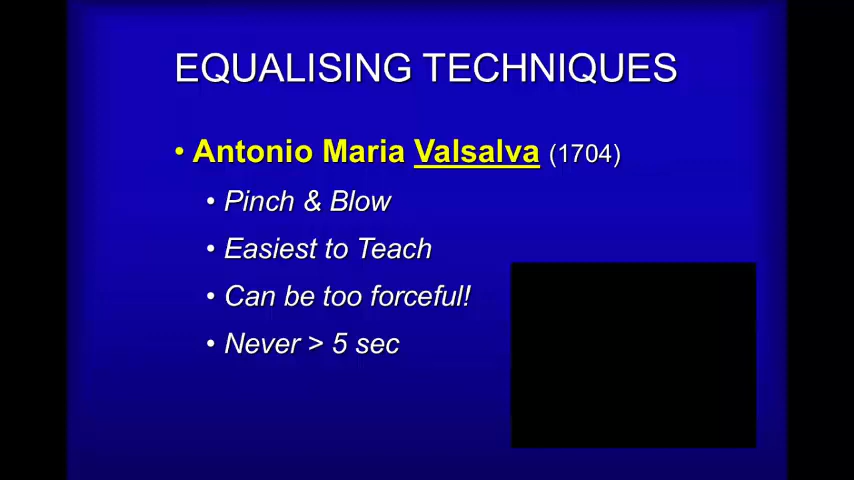 EQUALISING TECHNIQUES
• Antonio Maria Valsalva (1704)
• Pinch & Blow
• Easiest to Teach
• Can be too forceful!
• Never > 5 sec